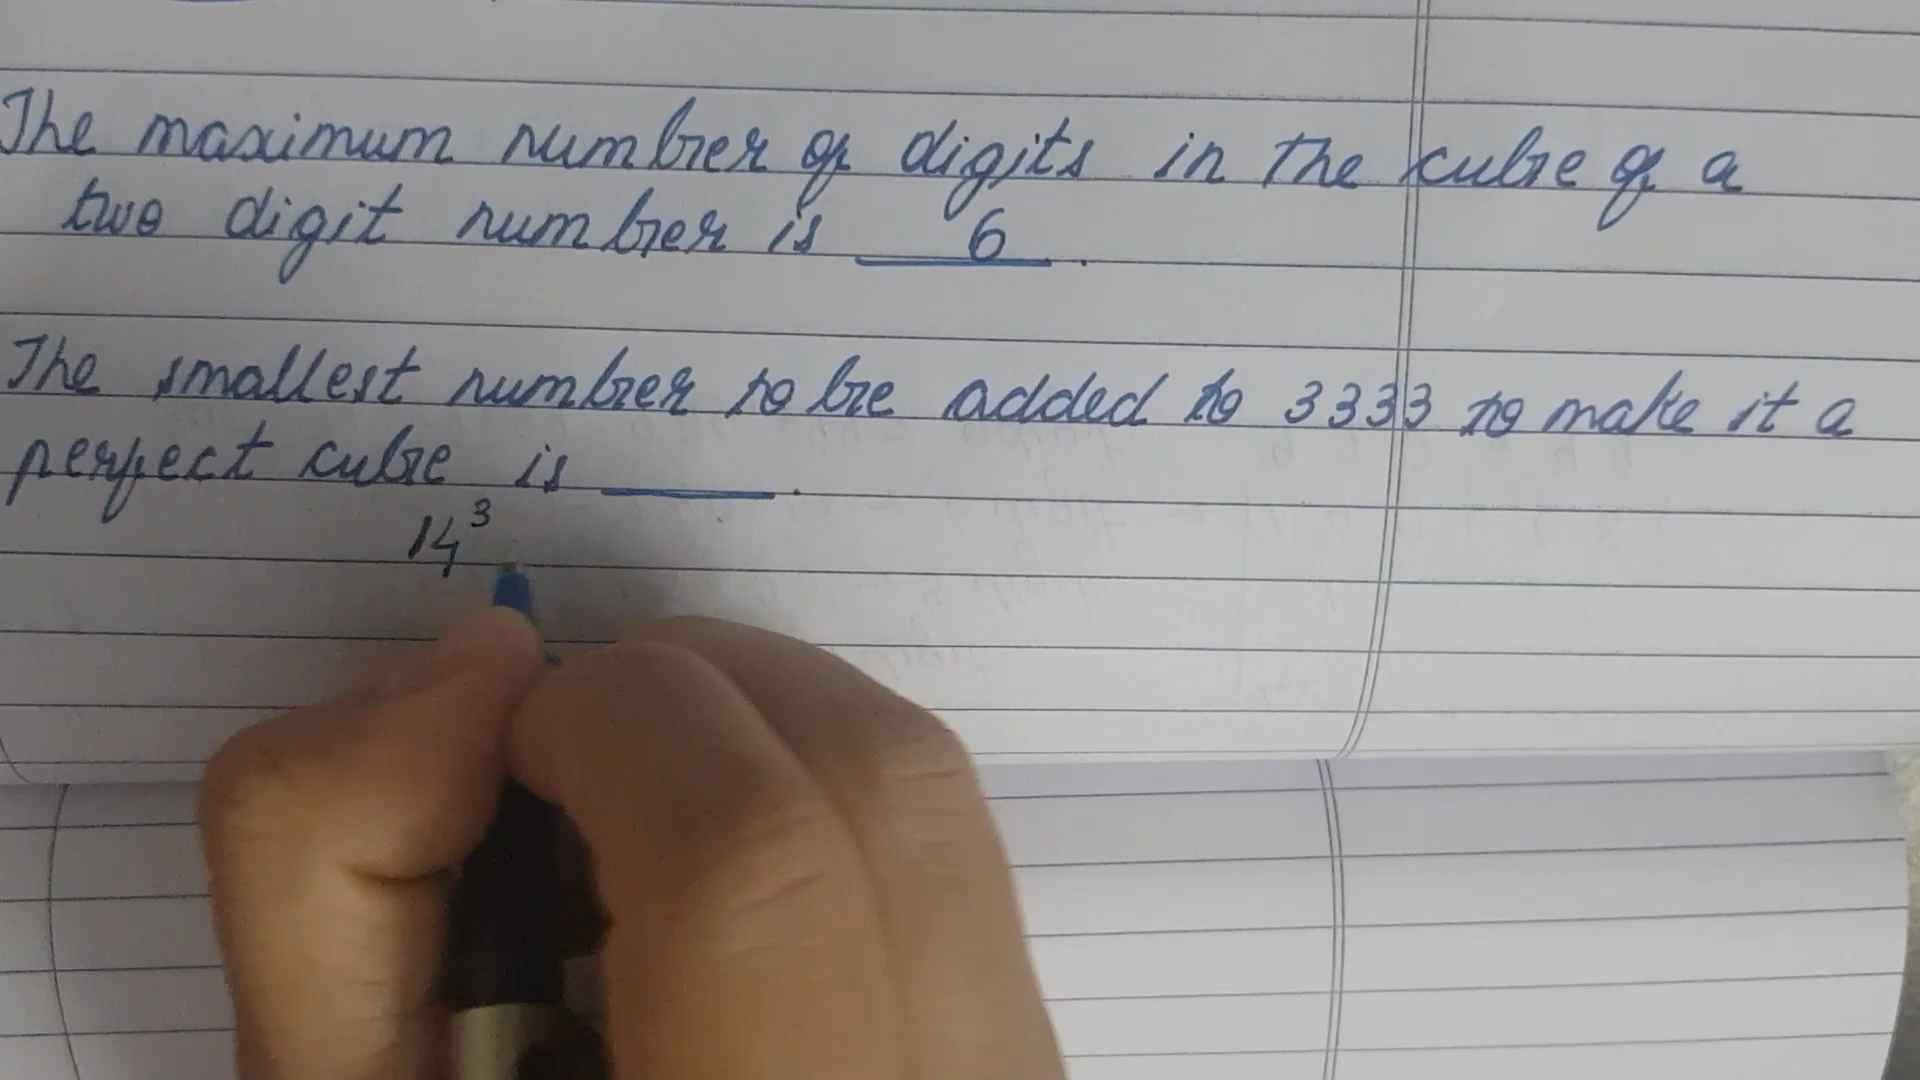 The maximum number of digits in the cube of a
two digit number is 6 .
The smallest number to be added to 3333 to make it a
perfect cube is ____ .
14³